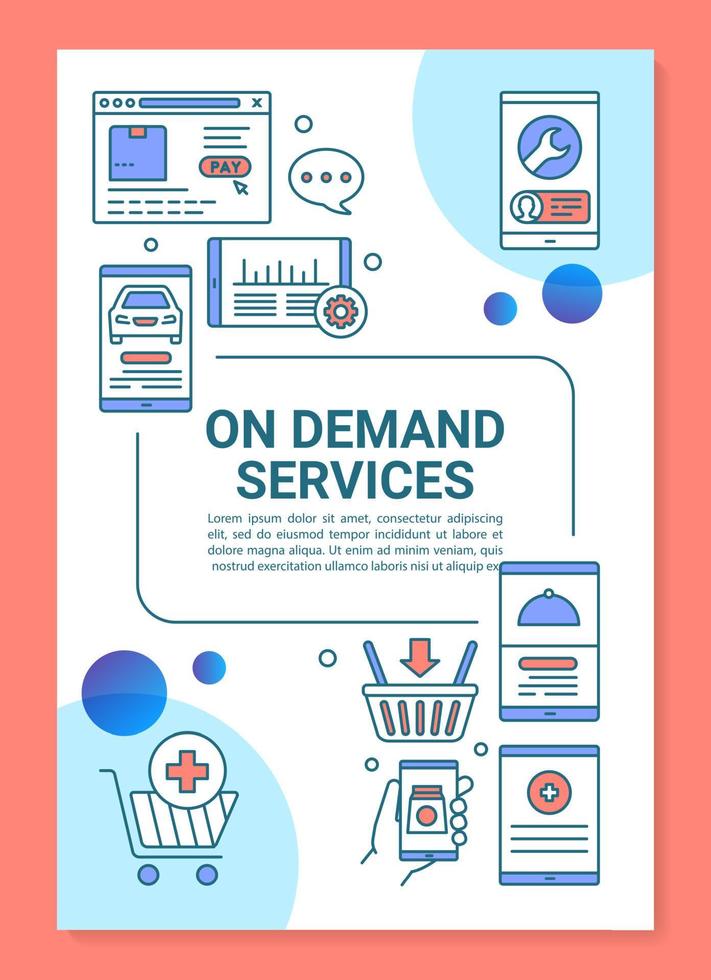 PAY
ON DEMAND
SERVICES
Lorem ipsum dolor sit amet, consectetur adipiscing
elit, sed do eiusmod tempor incididunt ut labore et
dolore magna aliqua. Ut enim ad minim veniam, quis
nostrud exercitation ullamco laboris nisi ut aliquip ex